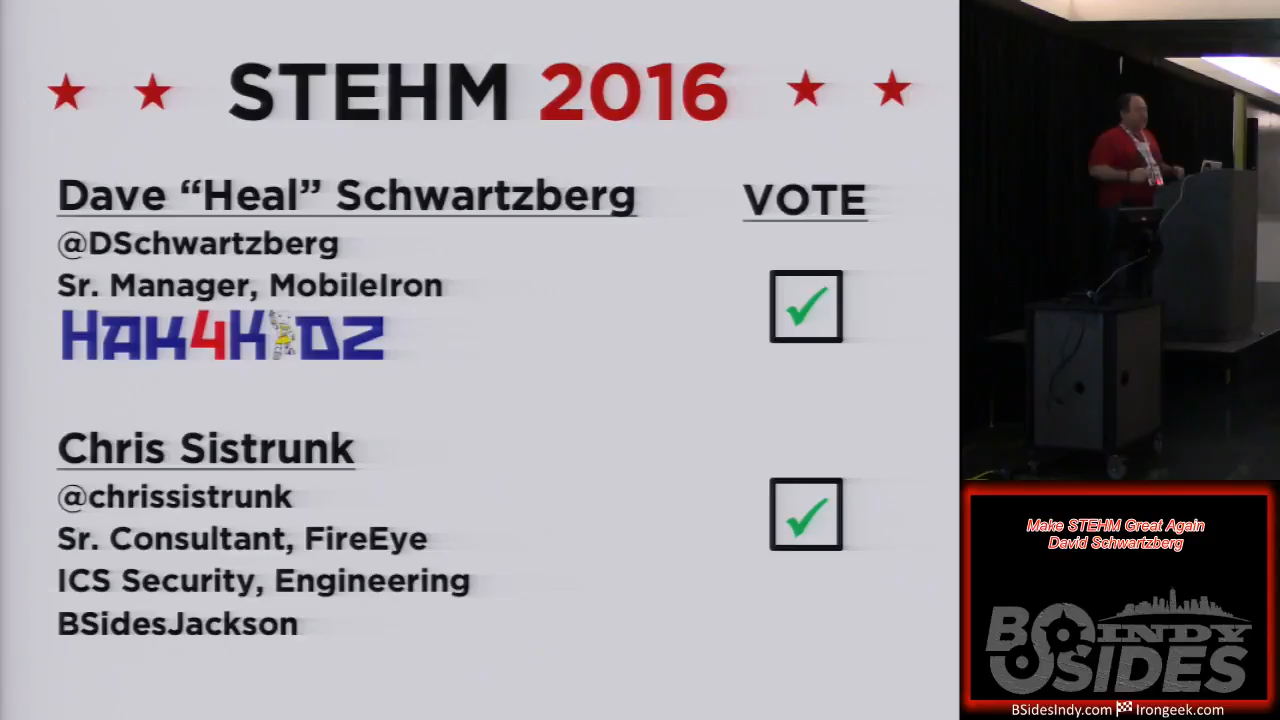 STEHM 2016
Dave “Heal” Schwartzberg
VOTE
@DSchwartzberg
Sr. Manager, MobileIron
HAK4KIDZ
Chris Sistrunk
@chrissistrunk
Sr. Consultant, FireEye
ICS Security, Engineering
BSidesJackson
Make STEHM Great Again
David Schwartzberg
BSIDES INDY
BSidesIndy.com Irongeek.com